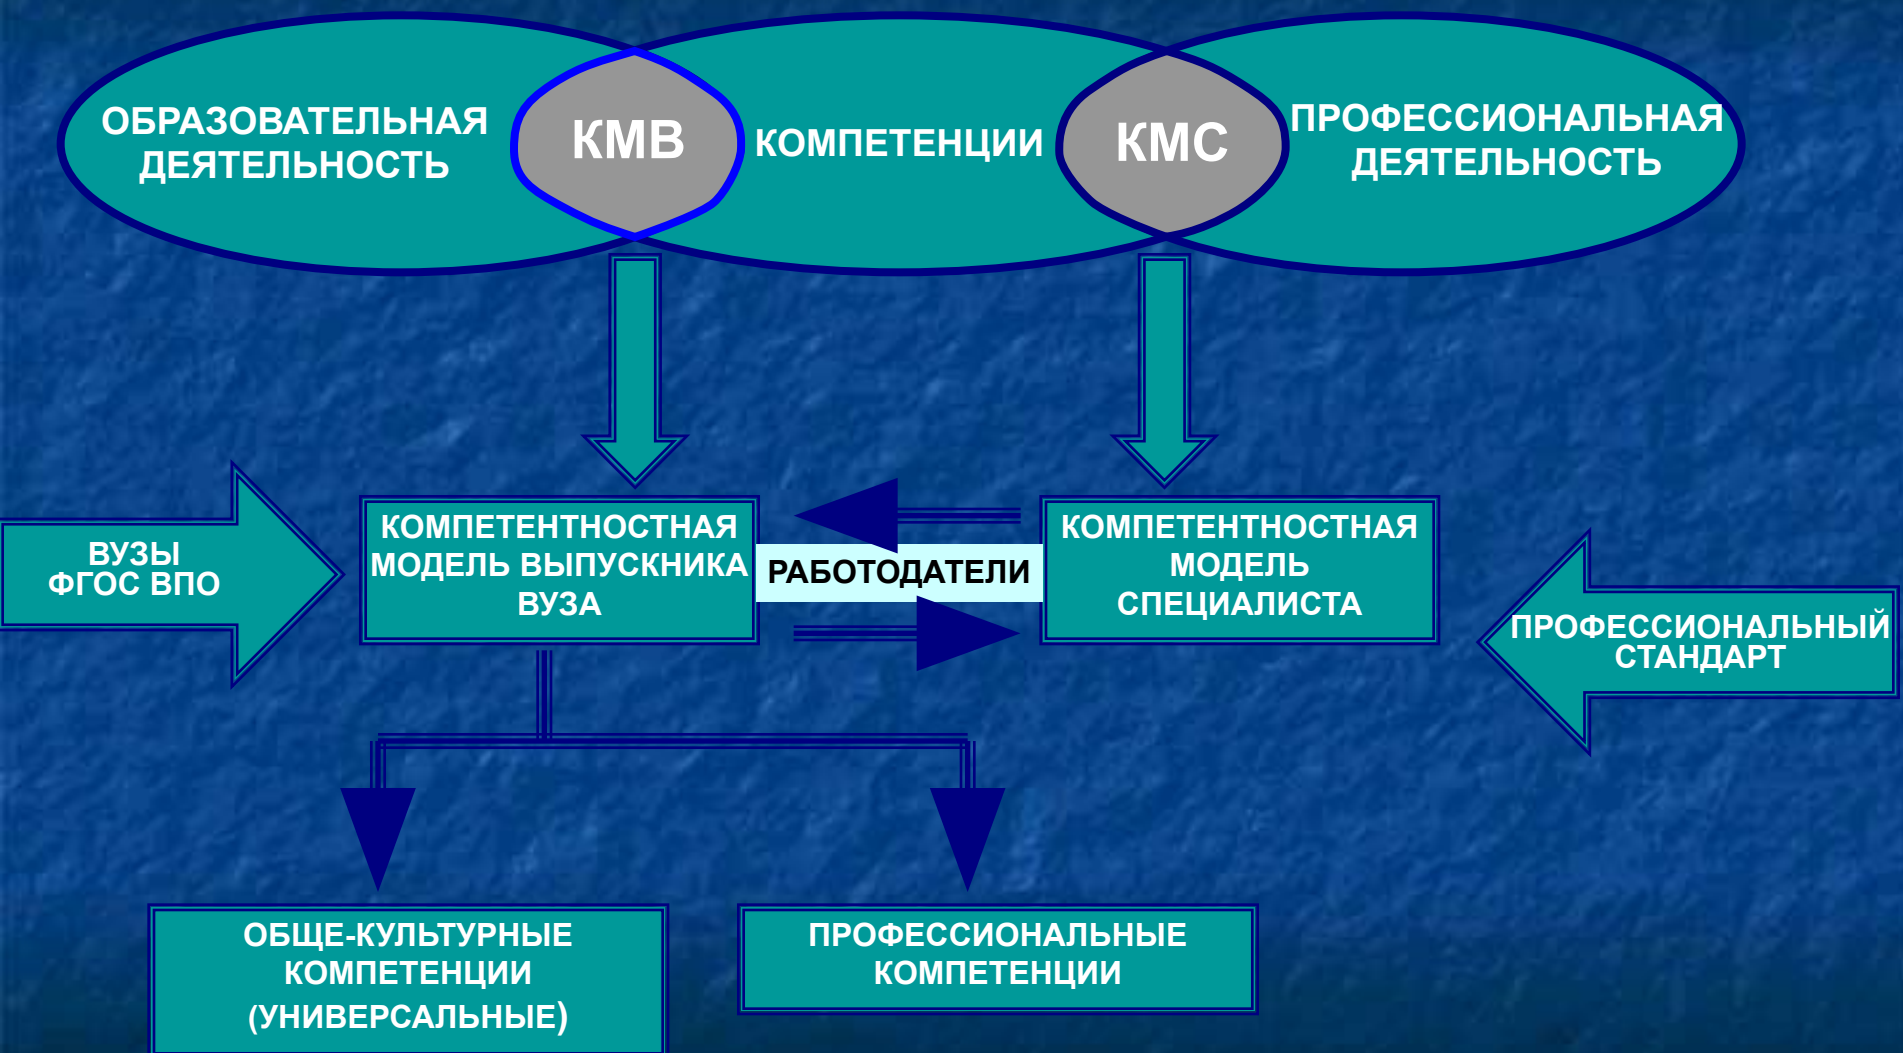 ОБРАЗОВАТЕЛЬНАЯ
ДЕЯТЕЛЬНОСТЬ
КМВ
КОМПЕТЕНЦИИ
КМС
ПРОФЕССИОНАЛЬНАЯ
ДЕЯТЕЛЬНОСТЬ
ВУЗЫ
ФГОС ВПО
КОМПЕТЕНТНОСТНАЯ
МОДЕЛЬ ВЫПУСКНИКА
ВУЗА
РАБОТОДАТЕЛИ
КОМПЕТЕНТНОСТНАЯ
МОДЕЛЬ
СПЕЦИАЛИСТА
ПРОФЕССИОНАЛЬНЫЙ
СТАНДАРТ
ОБЩЕ-КУЛЬТУРНЫЕ
КОМПЕТЕНЦИИ
(УНИВЕРСАЛЬНЫЕ)
ПРОФЕССИОНАЛЬНЫЕ
КОМПЕТЕНЦИИ